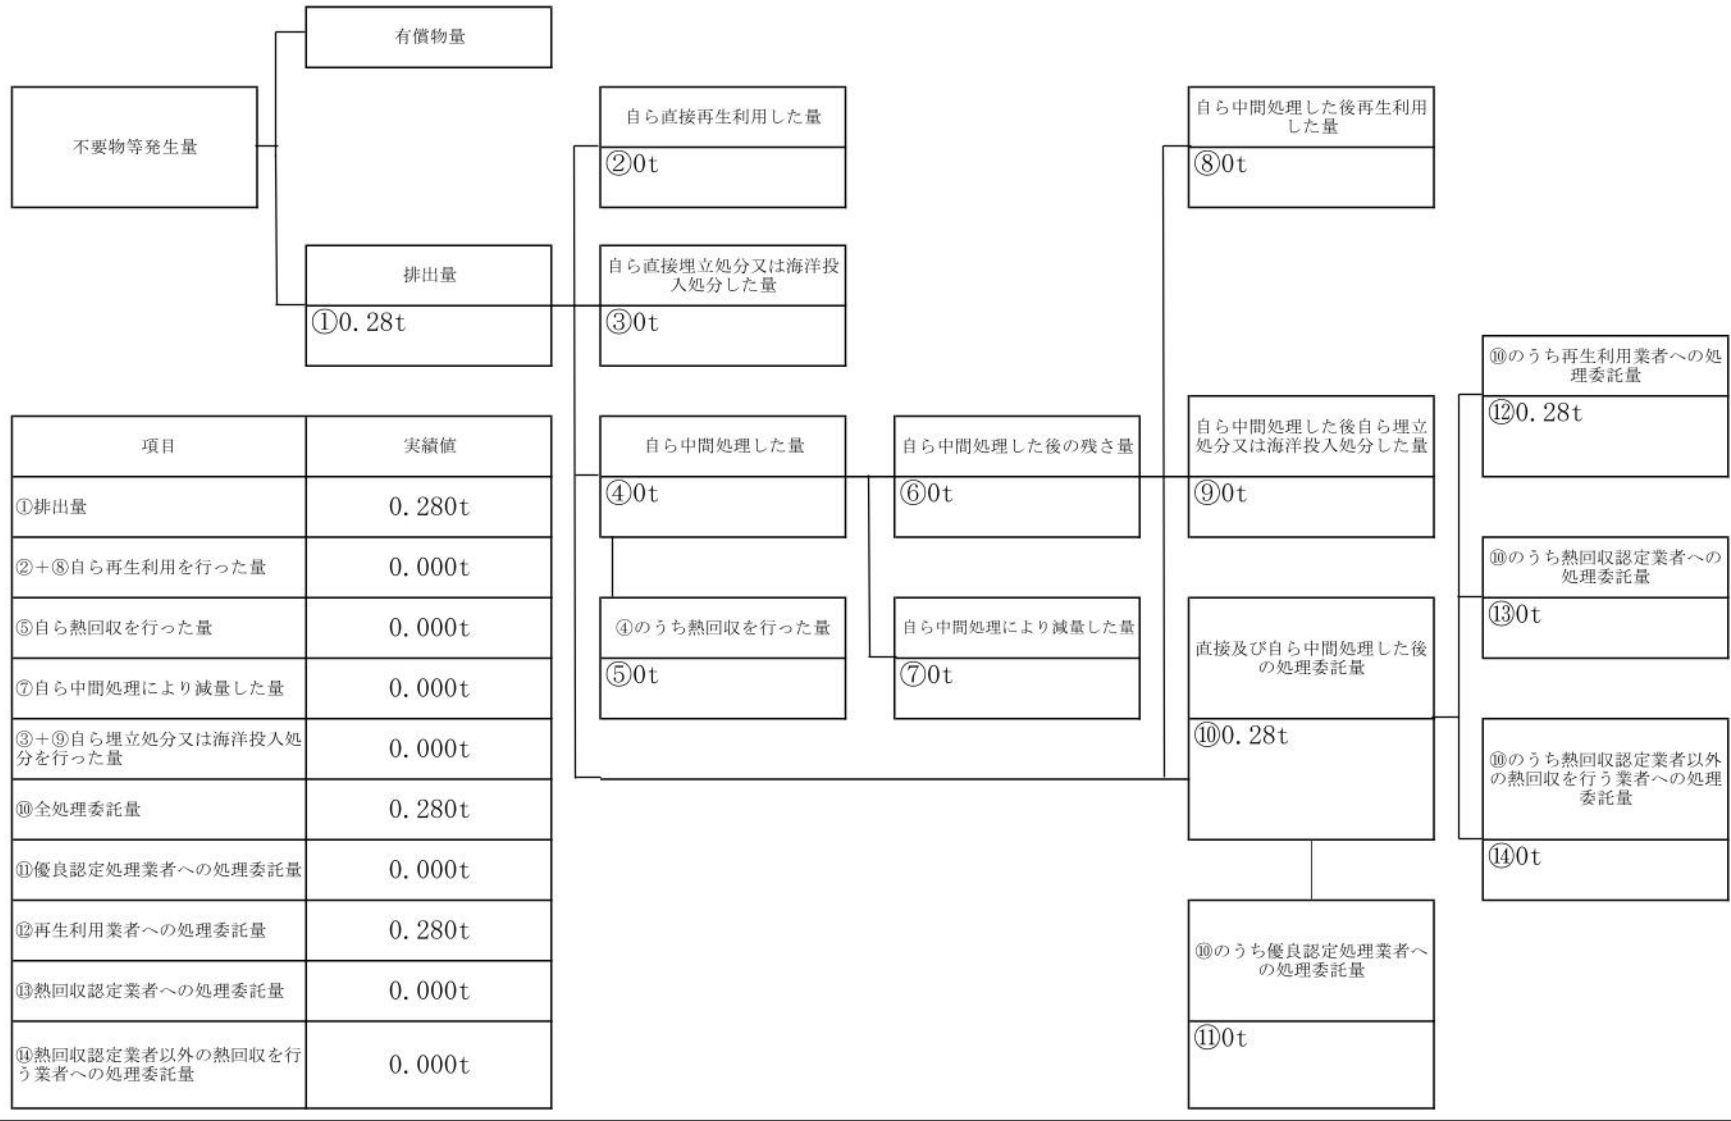 有償物量
不要物等発生量
自ら直接再生利用した量
②0t
自ら中間処理した後再生利用
した量
⑧0t
排出量
①0.28t
自ら直接埋立処分又は海洋投
入処分した量
③0t
⑩のうち再生利用業者への処
理委託量
⑫0.28t
自ら中間処理した量
④0t
自ら中間処理した後の残さ量
⑥0t
自ら中間処理した後自ら埋立
処分又は海洋投入処分した量
⑨0t
⑩のうち熱回収認定業者への
処理委託量
⑬0t
④のうち熱回収を行った量
⑤0t
自ら中間処理により減量した量
⑦0t
直接及び自ら中間処理した後
の処理委託量
⑩0.28t
⑩のうち熱回収認定業者以外
の熱回収を行う業者への処理
委託量
⑭0t
⑩のうち優良認定処理業者へ
の処理委託量
⑪0t
項目 実績値
①排出量 0.280t
②+⑧自ら再生利用を行った量 0.000t
⑤自ら熱回収を行った量 0.000t
⑦自ら中間処理により減量した量 0.000t
③+⑨自ら埋立処分又は海洋投入処
分を行った量 0.000t
⑩全処理委託量 0.280t
⑪優良認定処理業者への処理委託量 0.000t
⑫再生利用業者への処理委託量 0.280t
⑬熱回収認定業者への処理委託量 0.000t
⑭熱回収認定業者以外の熱回収を行
う業者への処理委託量 0.000t